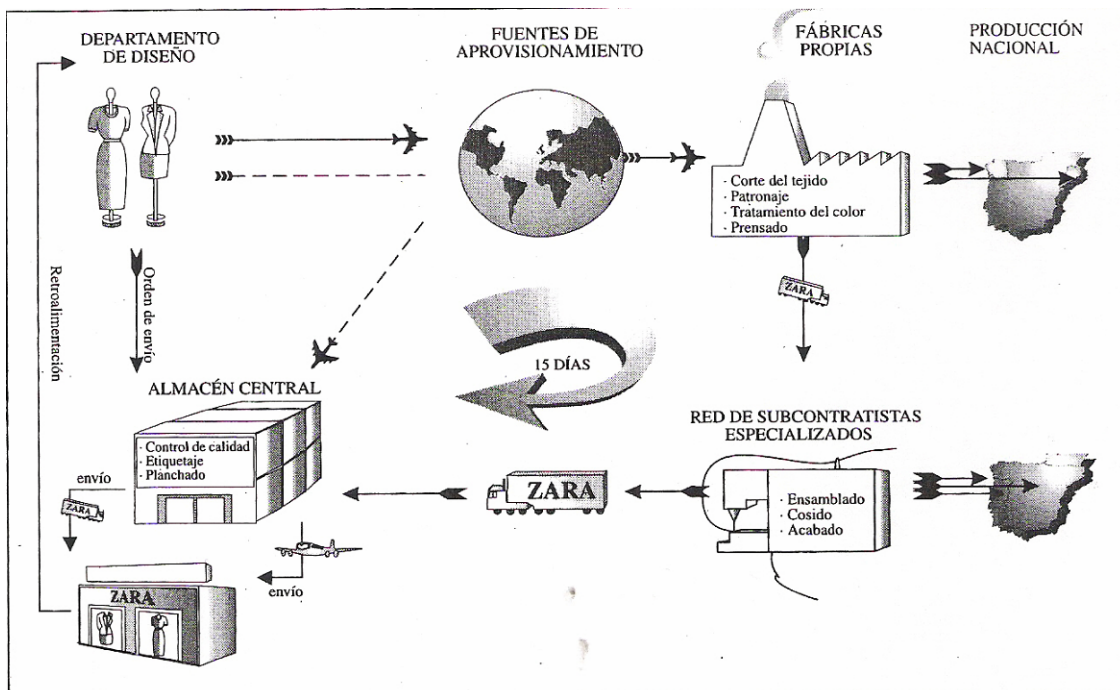 DEPARTAMENTO
DE DISEÑO
FUENTES DE
APROVISIONAMIENTO
FÁBRICAS
PROPIAS
PRODUCCIÓN
NACIONAL
· Corte del tejido
· Patronaje
· Tratamiento del color
· Prensado
ZARA
Retroalimentación
Orden de envío
15 DÍAS
ALMACÉN CENTRAL
· Control de calidad
· Etiquetaje
· Planchado
RED DE SUBCONTRATISTAS
ESPECIALIZADOS
· Ensamblado
· Cosido
· Acabado
ZARA
envío
ZARA
envío
ZARA